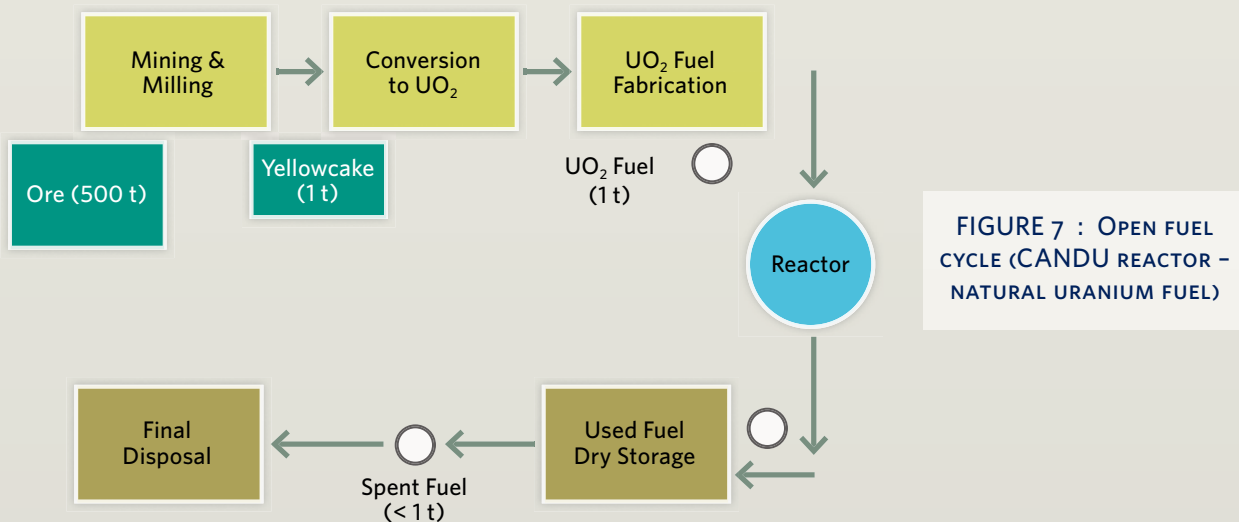 Mining &
Milling
Conversion
to UO₂
UO₂ Fuel
Fabrication
Ore (500 t)
Yellowcake
(1 t)
UO₂ Fuel
(1 t)
Reactor
FIGURE 7 : Open fuel
cycle (CANDU reactor –
natural uranium fuel)
Final
Disposal
Spent Fuel
(< 1 t)
Used Fuel
Dry Storage